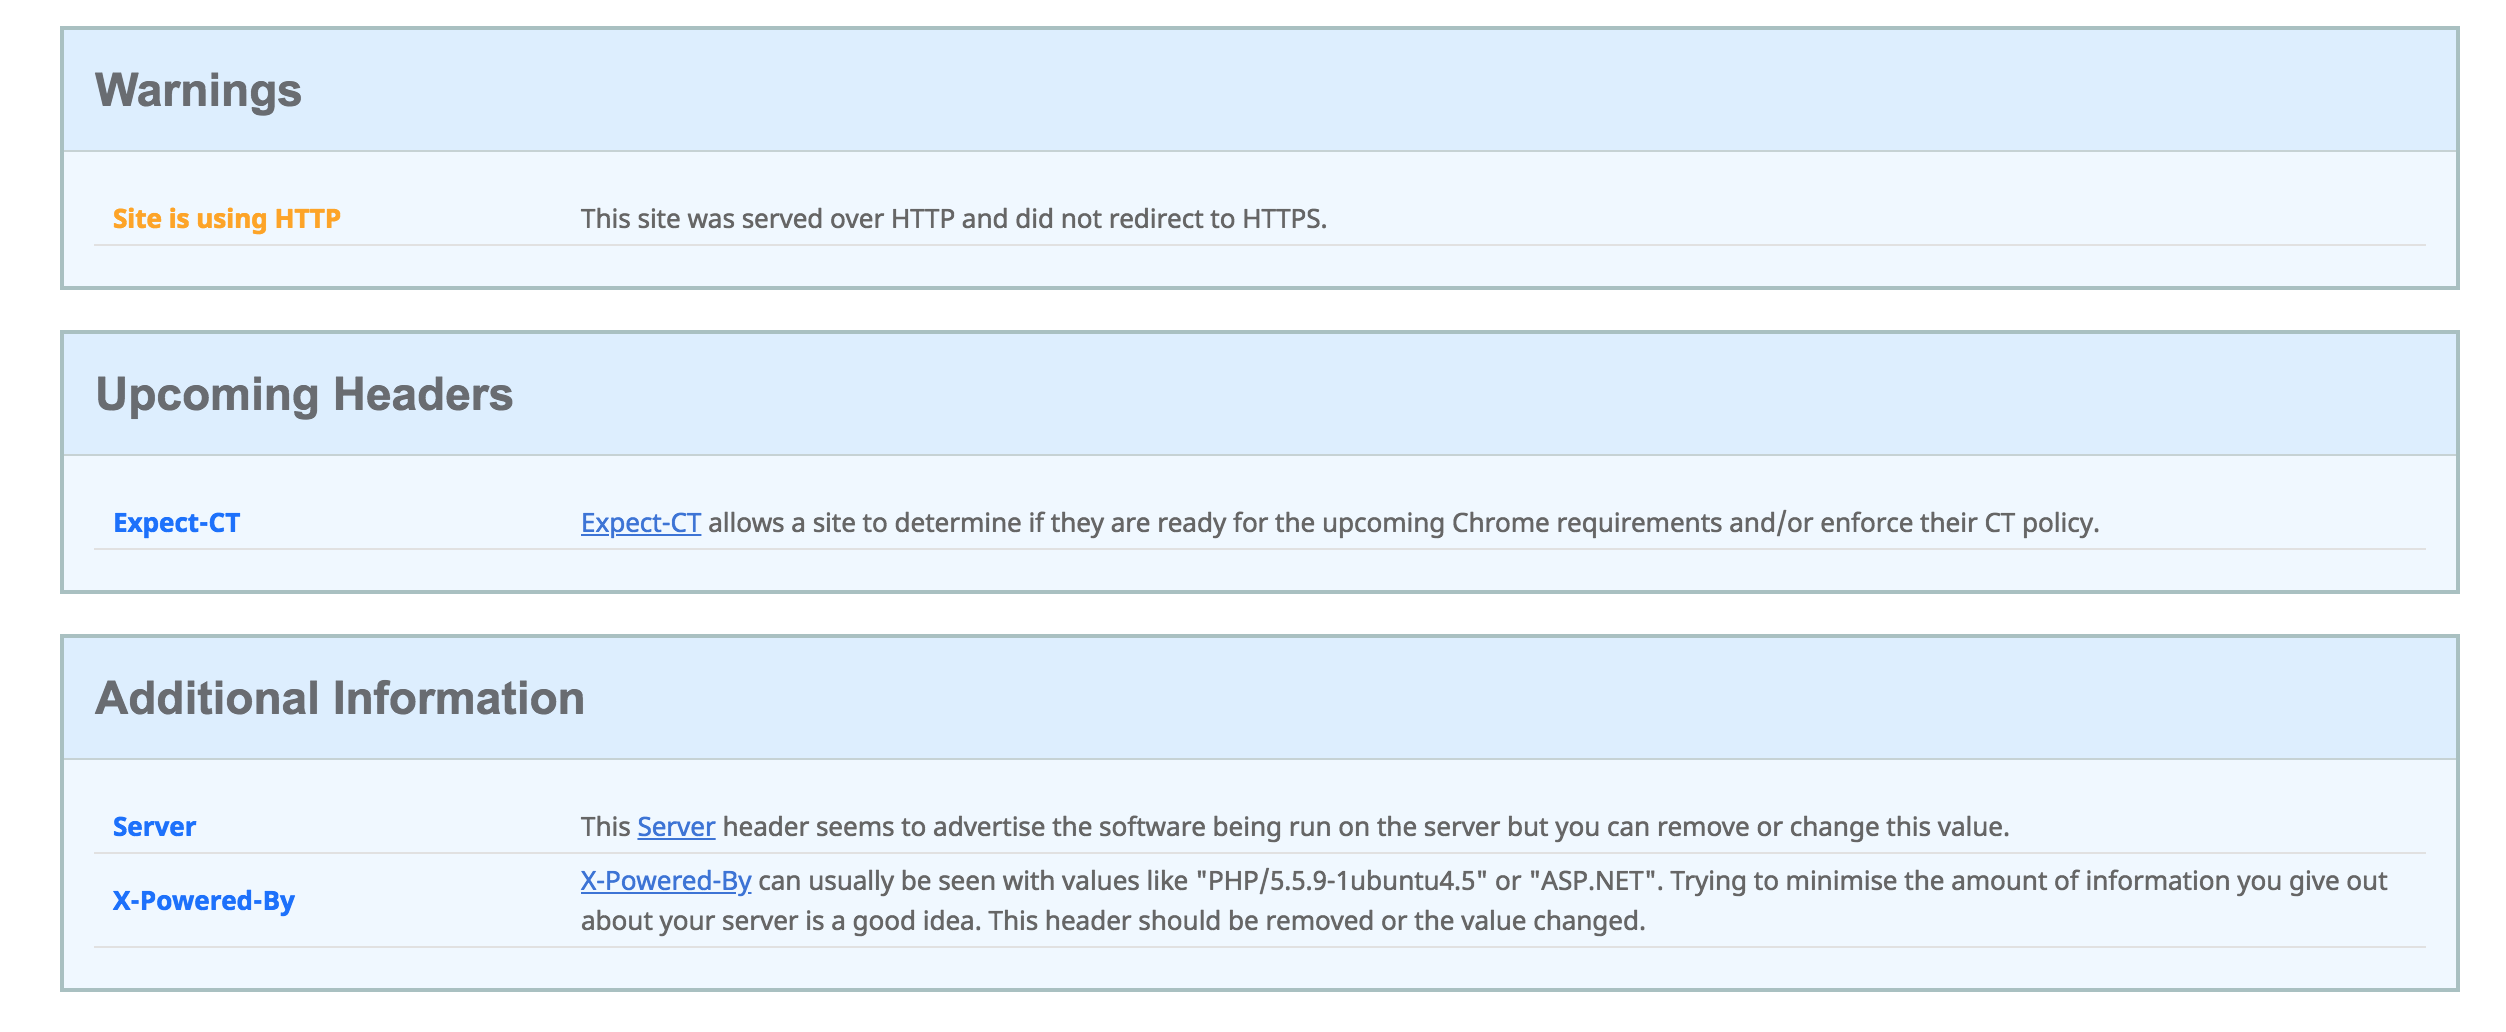 Warnings
Site is using HTTP This site was served over HTTP and did not redirect to HTTPS.
Upcoming Headers
Expect-CT Expect-CT allows a site to determine if they are ready for the upcoming Chrome requirements and/or enforce their CT policy.
Additional Information
Server This Server header seems to advertise the software being run on the server but you can remove or change this value.
X-Powered-By X-Powered-By can usually be seen with values like "PHP/5.5.9-1ubuntu4.5" or "ASP.NET". Trying to minimise the amount of information you give out
about your server is a good idea. This header should be removed or the value changed.